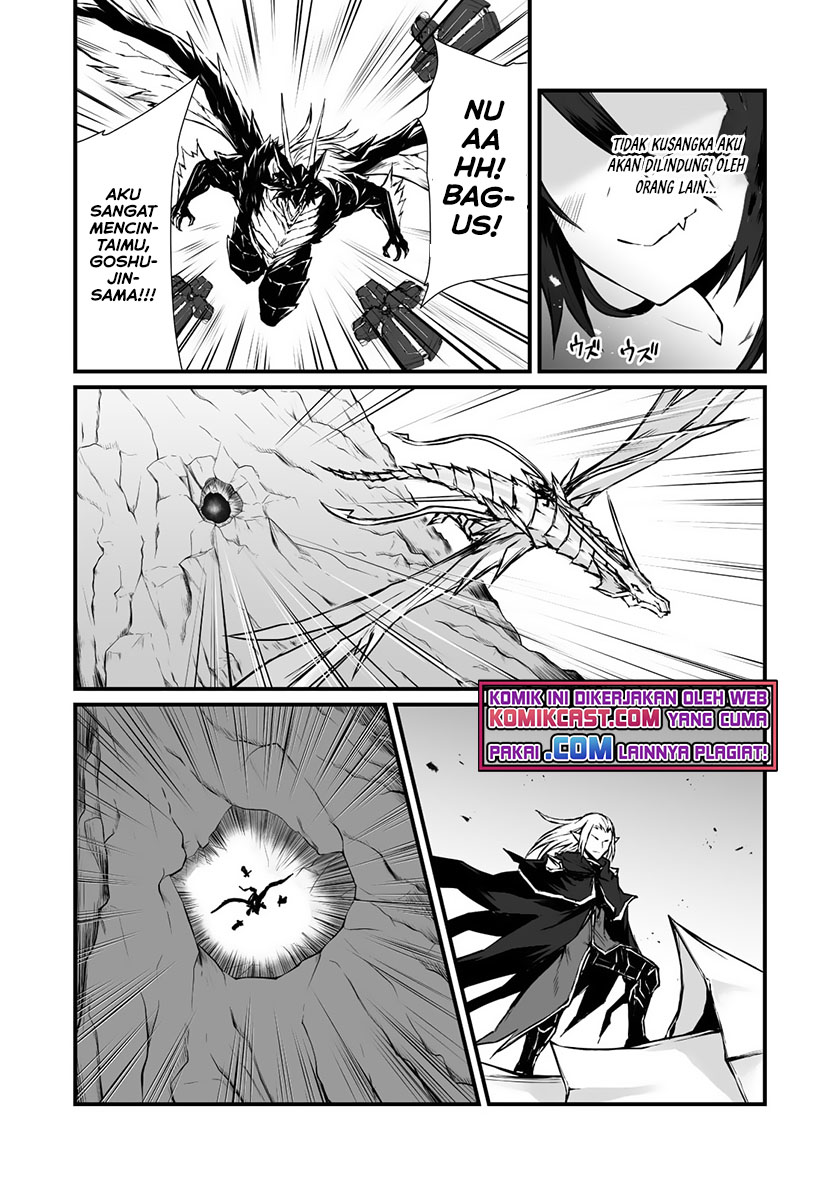 TIDAK KUSANGKA AKU
AKAN DILINDUNGI OLEH
ORANG LAIN...
ウズ ウズ
NU
AA
HH!
BAG-
US!
AKU
SANGAT
MENCIN-
TAIMU,
GOSHU-
JIN-
SAMA!!!
KOMIK INI DIKERJAKAN OLEH WEB
KOMIKCAST.COM YANG CUMA
PAKAI .COM LAINNYA PLAGIAT!